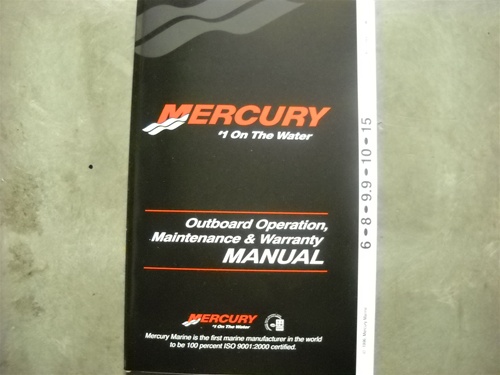 MERCURY
#1 On The Water
Outboard Operation,
Maintenance & Warranty
MANUAL
MERCURY
#1 On The Water
Mercury Marine is the first marine manufacturer in the world
to be 100 percent ISO 9001:2000 certified.
6 • 8 • 9.9 • 10 • 15
Mercury Marine